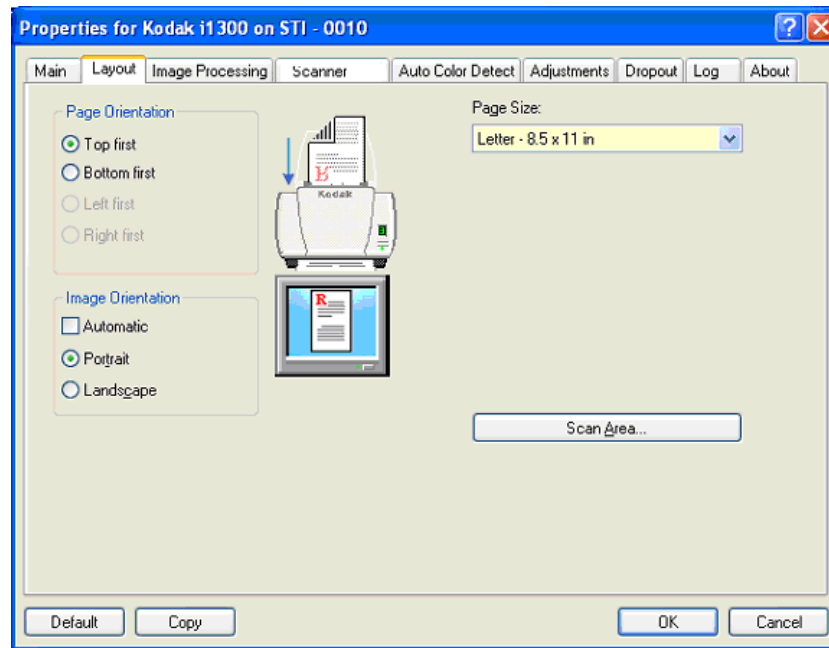 Properties for Kodak i1300 on STI - 0010
Main Layout Image Processing Scanner Auto Color Detect Adjustments Dropout Log About
Page Orientation
Top first
Bottom first
Left first
Right first
Image Orientation
Automatic
Portrait
Landscape
R
Kodak
R
Page Size:
Letter - 8.5 x 11 in
Scan Area...
Default Copy OK Cancel